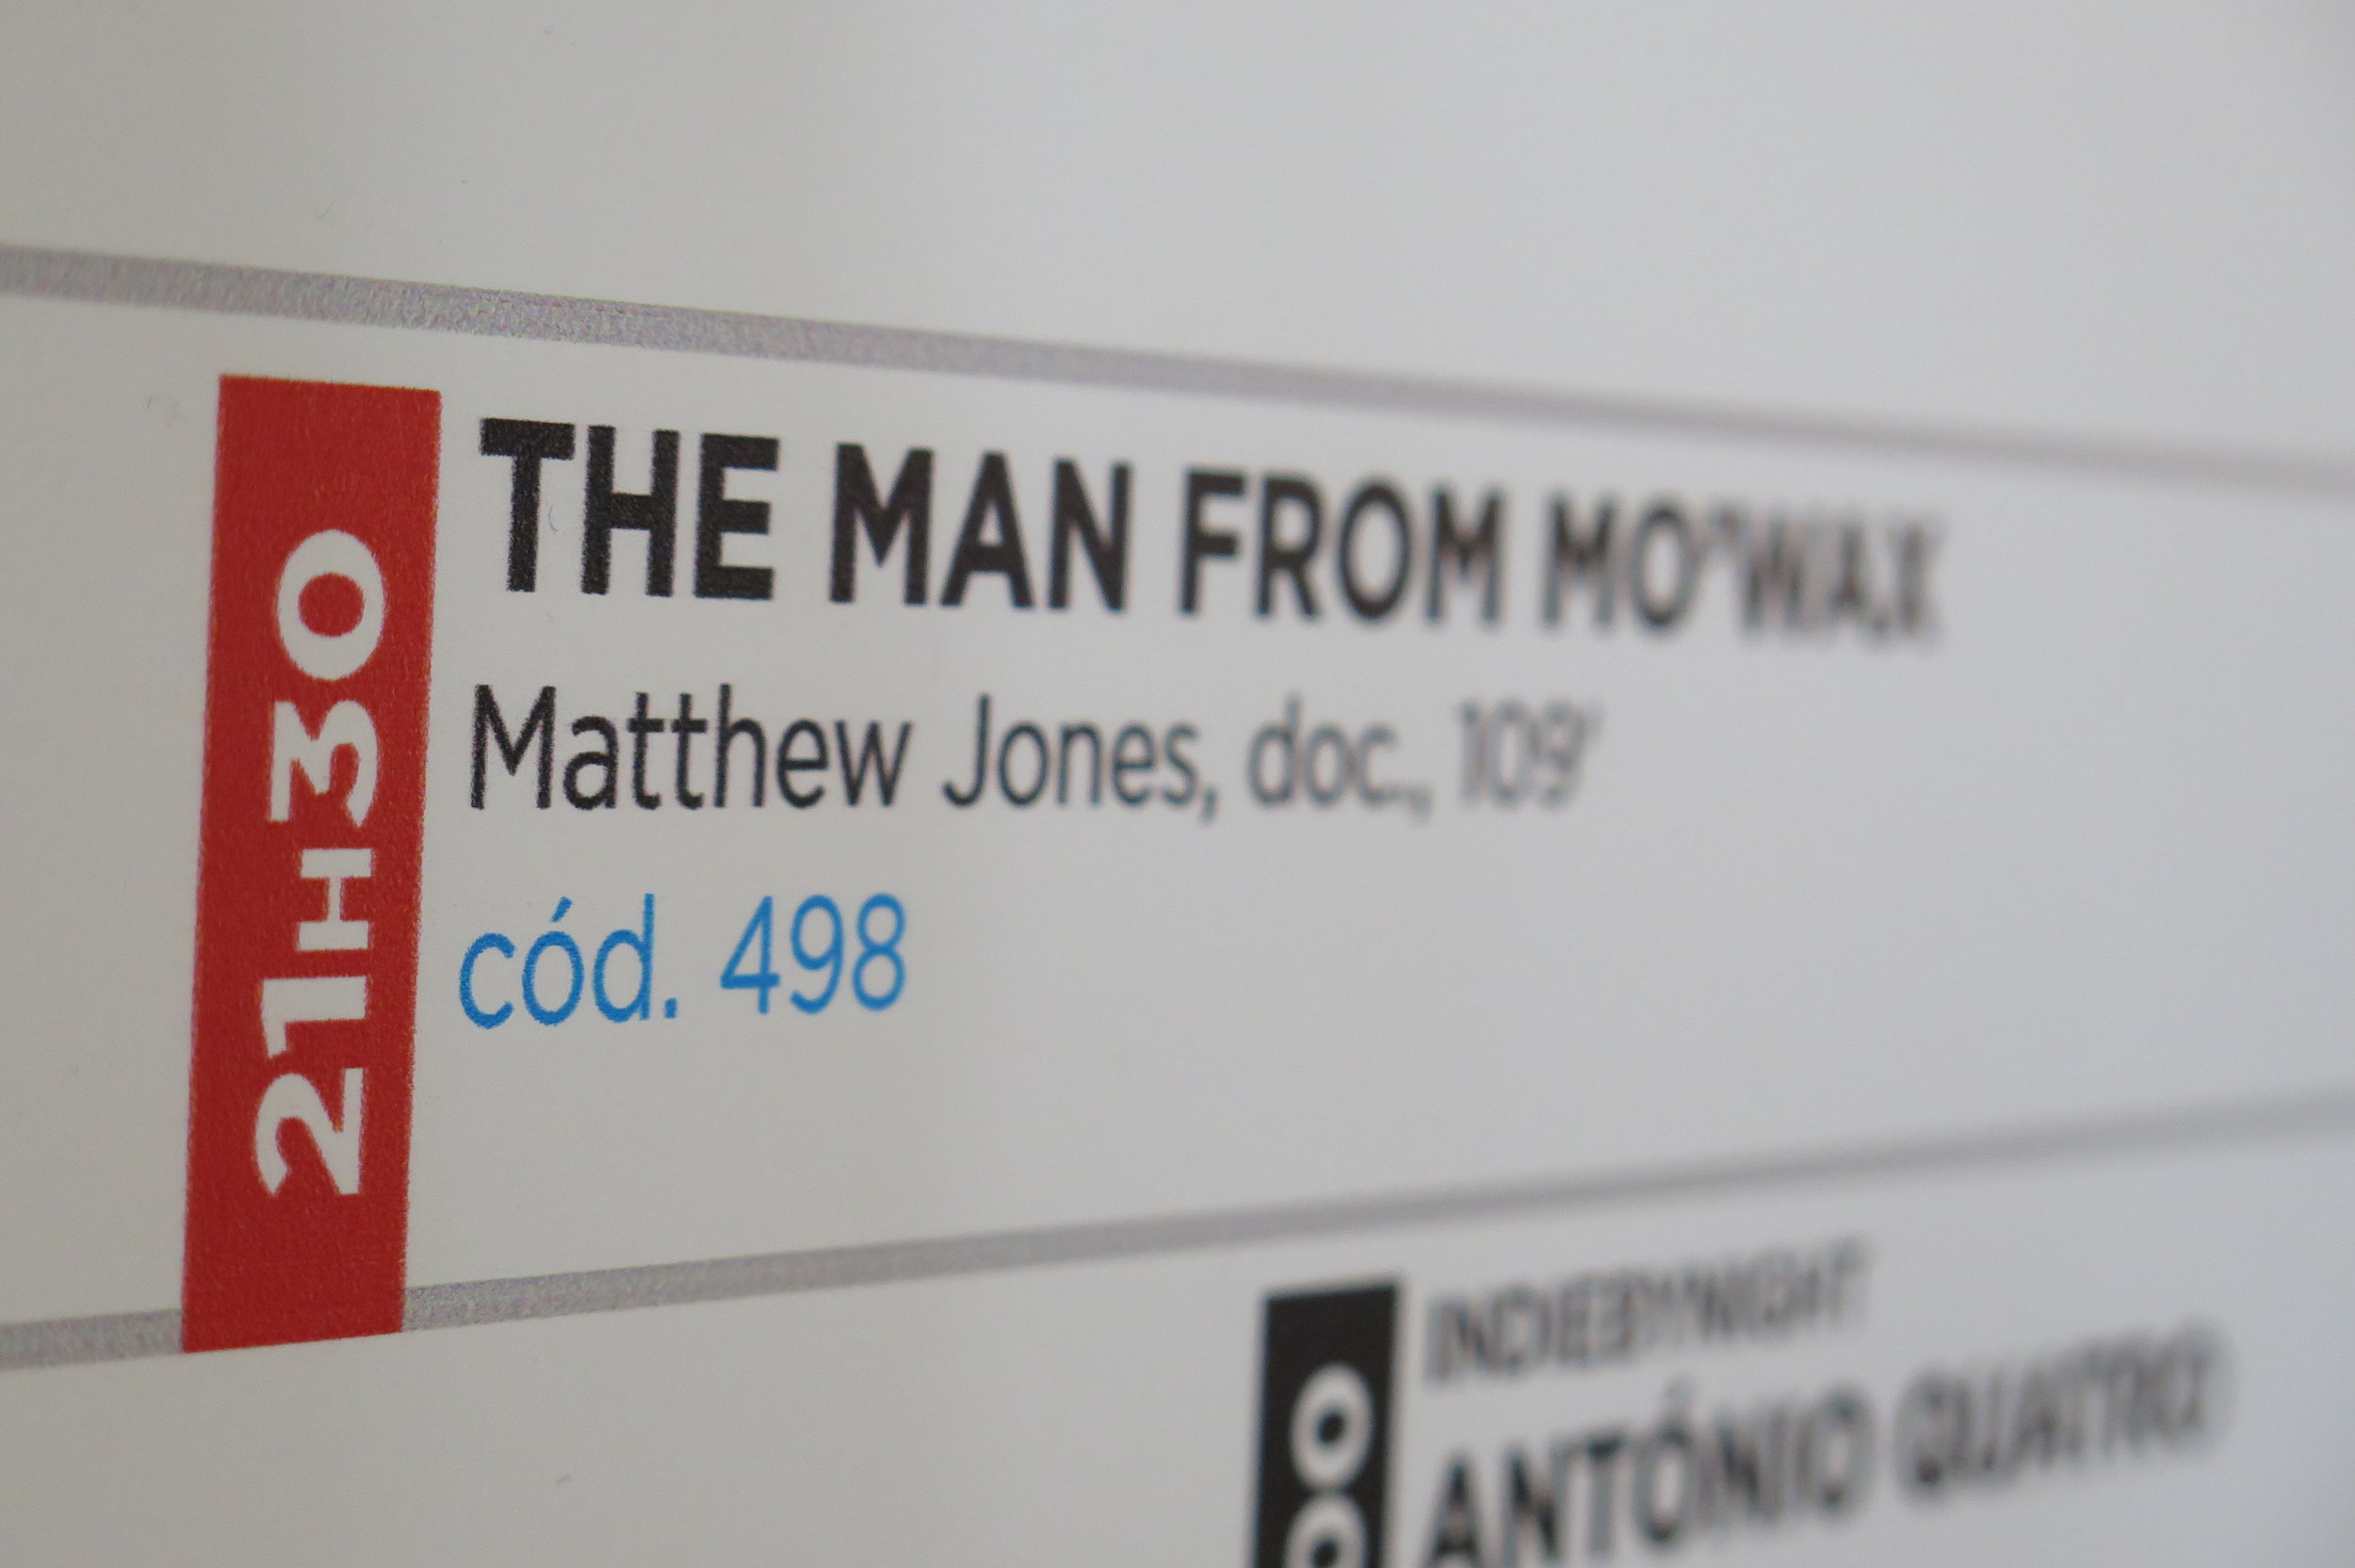 21H30
THE MAN FROM MO'WAX
Matthew Jones, doc., 109'
cód. 498
INDIEBYNIGHT
ANTÓNIO QUATRO